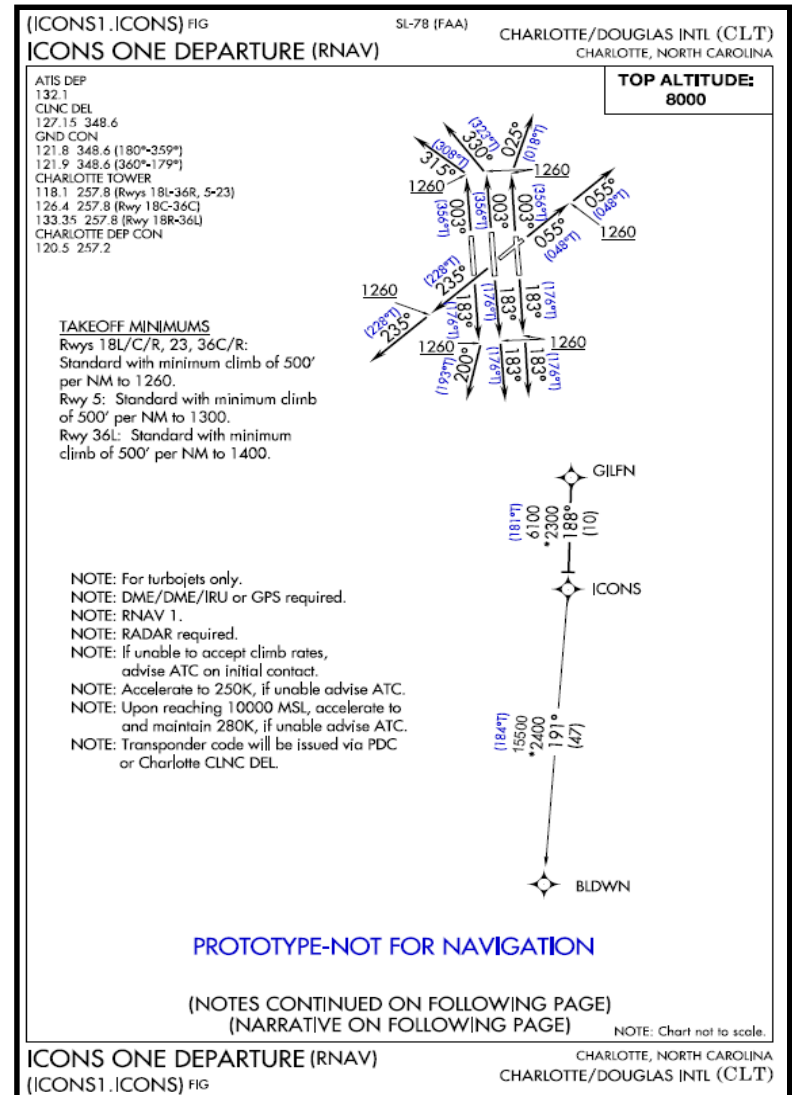 (ICONS1.ICONS) FIG
SL-78 (FAA)
CHARLOTTE/DOUGLAS INTL (CLT)
ICONS ONE DEPARTURE (RNAV)
CHARLOTTE, NORTH CAROLINA
TOP ALTITUDE:
8000
ATIS DEP
132.1
CLNC DEL
127.15 348.6
GND CON
121.8 348.6 (180°-359°)
121.9 348.6 (360°-179°)
CHARLOTTE TOWER
118.1 257.8 (Rwys 18L-36R, 5-23)
126.4 257.8 (Rwy 18C-36C)
133.35 257.8 (Rwy 18R-36L)
CHARLOTTE DEP CON
120.5 257.2
(308°T)
315°
(323°T)
330°
025°
(018°T)
1260
1260
(356°T)
003°
(356°T)
003°
003°
(356°T)
055°
(048°T)
055°
(048°T)
1260
(228°T)
235°
1260
(228°T)
235°
183°
(176°T)
183°
(176°T)
183°
(176°T)
1260
1260
200°
(193°T)
183°
(176°T)
183°
(176°T)
TAKEOFF MINIMUMS
Rwys 18L/C/R, 23, 36C/R:
Standard with minimum climb of 500'
per NM to 1260.
Rwy 5: Standard with minimum climb
of 500' per NM to 1300.
Rwy 36L: Standard with minimum
climb of 500' per NM to 1400.
GILFN
(181°T)
6100
*2300
188°
(10)
ICONS
NOTE: For turbojets only.
NOTE: DME/DME/IRU or GPS required.
NOTE: RNAV 1.
NOTE: RADAR required.
NOTE: If unable to accept climb rates,
advise ATC on initial contact.
NOTE: Accelerate to 250K, if unable advise ATC.
NOTE: Upon reaching 10000 MSL, accelerate to
and maintain 280K, if unable advise ATC.
NOTE: Transponder code will be issued via PDC
or Charlotte CLNC DEL.
(184°T)
15500
*2400
191°
(47)
BLDWN
PROTOTYPE-NOT FOR NAVIGATION
(NOTES CONTINUED ON FOLLOWING PAGE)
(NARRATIVE ON FOLLOWING PAGE)
NOTE: Chart not to scale.
ICONS ONE DEPARTURE (RNAV)
CHARLOTTE, NORTH CAROLINA
(ICONS1.ICONS) FIG
CHARLOTTE/DOUGLAS INTL (CLT)